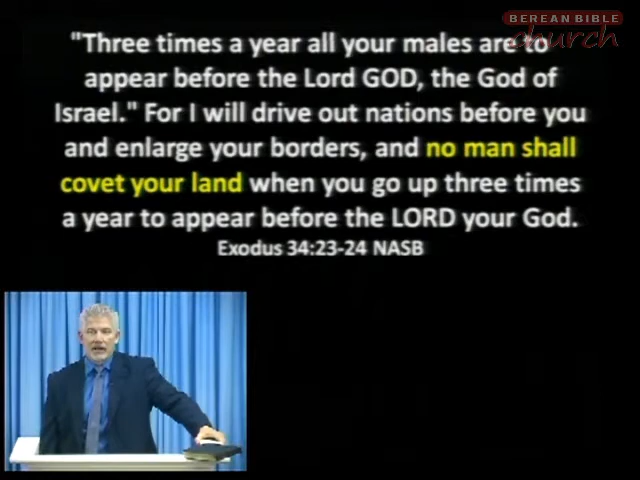 BEREAN BIBLE
church
"Three times a year all your males are to
appear before the Lord GOD, the God of
Israel." For I will drive out nations before you
and enlarge your borders, and no man shall
covet your land when you go up three times
a year to appear before the LORD your God.
Exodus 34:23-24 NASB